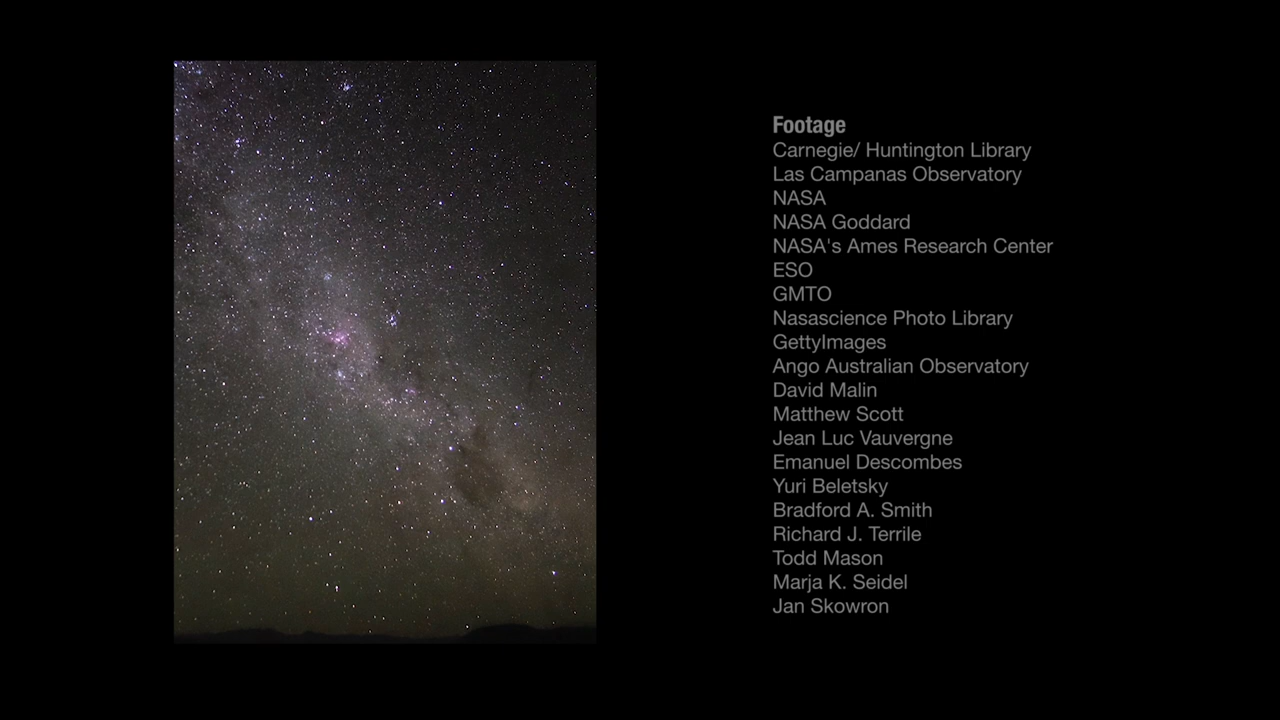 Footage
Carnegie/ Huntington Library
Las Campanas Observatory
NASA
NASA Goddard
NASA's Ames Research Center
ESO
GMTO
Nasascience Photo Library
GettyImages
Ango Australian Observatory
David Malin
Matthew Scott
Jean Luc Vauvergne
Emanuel Descombes
Yuri Beletsky
Bradford A. Smith
Richard J. Terrile
Todd Mason
Marja K. Seidel
Jan Skowron